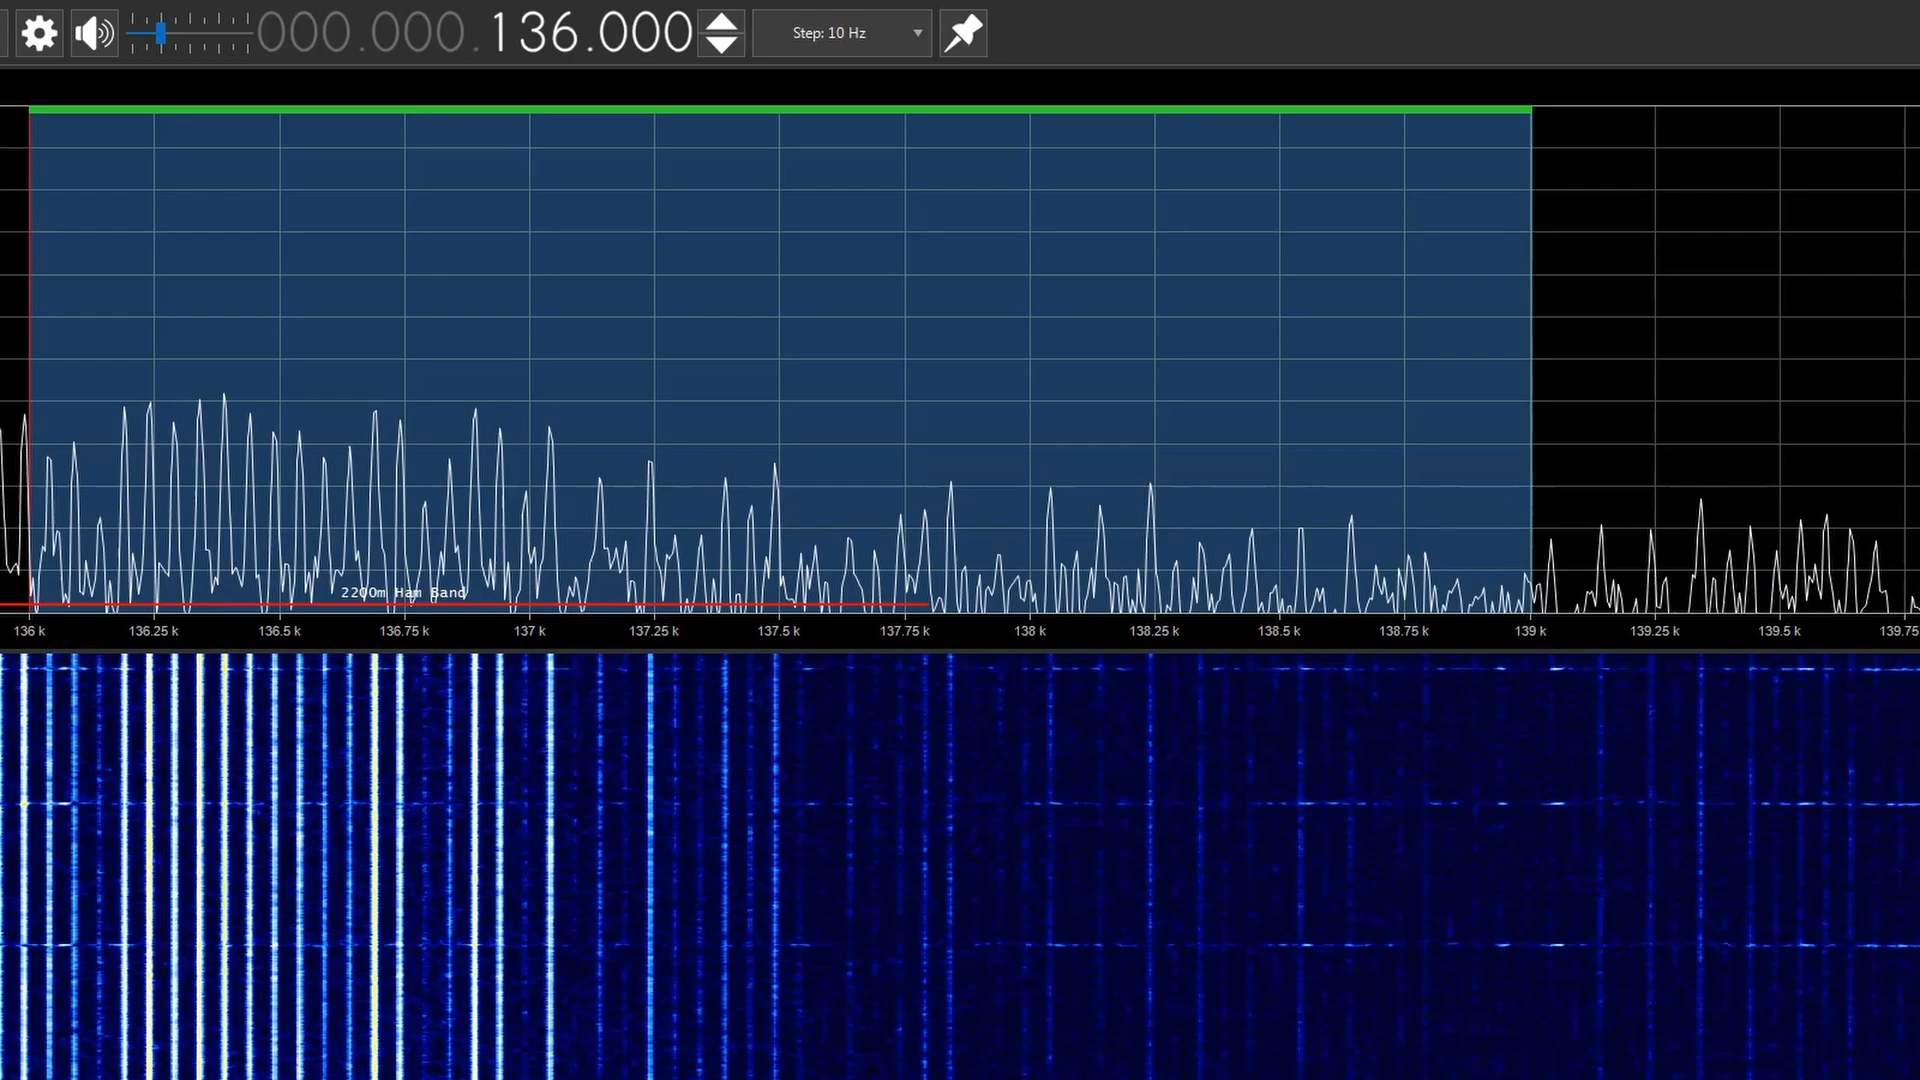 000.000.136.000
Step: 10 Hz
2200m Ham Band
136 k 136.25 k 136.5 k 136.75 k 137 k 137.25 k 137.5 k 137.75 k 138 k 138.25 k 138.5 k 138.75 k 139 k 139.25 k 139.5 k 139.75